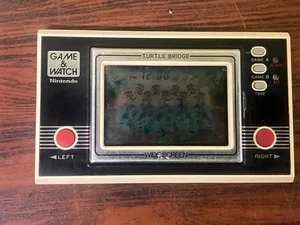 GAME
& WATCH
Nintendo
TURTLE BRIDGE
12:00
GAME A
GAME B
TIME
◄LEFT
RIGHT►
WIDE SCREEN